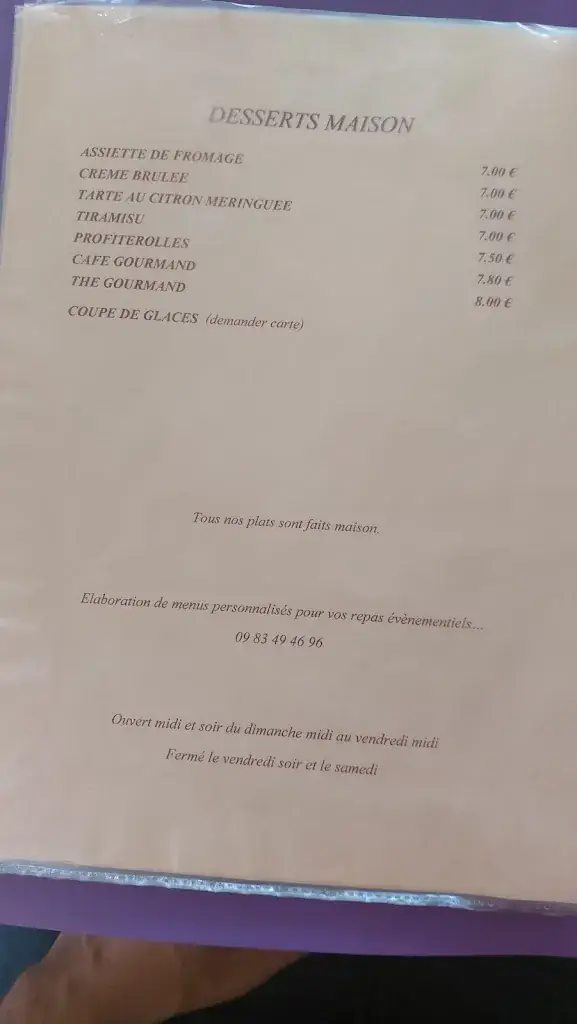 DESSERTS MAISON
ASSIETTE DE FROMAGE 7.00 €
CREME BRULEE 7.00 €
TARTE AU CITRON MERINGUEE 7.00 €
TIRAMISU 7.00 €
PROFITEROLLES 7.50 €
CAFE GOURMAND 7.80 €
THE GOURMAND 8.00 €
COUPE DE GLACES (demander carte)
Tous nos plats sont faits maison.
Elaboration de menus personnalisés pour vos repas évènementiels...
09 83 49 46 96
Ouvert midi et soir du dimanche midi au vendredi midi
Fermé le vendredi soir et le samedi